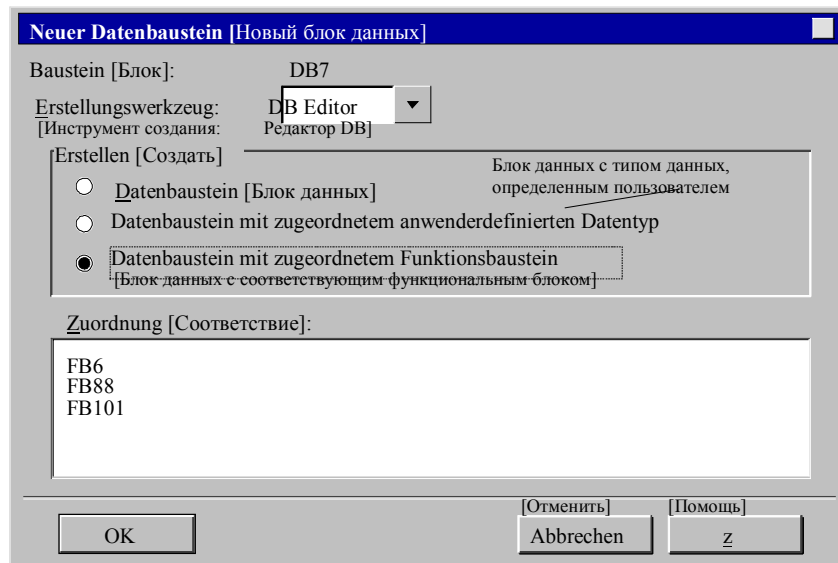 Neuer Datenbaustein [Новый блок данных]
Baustein [Блок]: DB7
Erstellungswerkzeug: DB Editor
[Инструмент создания: Редактор DB]
Erstellen [Создать]
Блок данных с типом данных,
определенным пользователем
Datenbaustein [Блок данных]
Datenbaustein mit zugeordnetem anwenderdefinierten Datentyp
Datenbaustein mit zugeordnetem Funktionsbaustein
[Блок данных с соответствующим функциональным блоком]
Zuordnung [Соответствие]:
FB6
FB88
FB101
[Отменить] [Помощь]
OK Abbrechen z